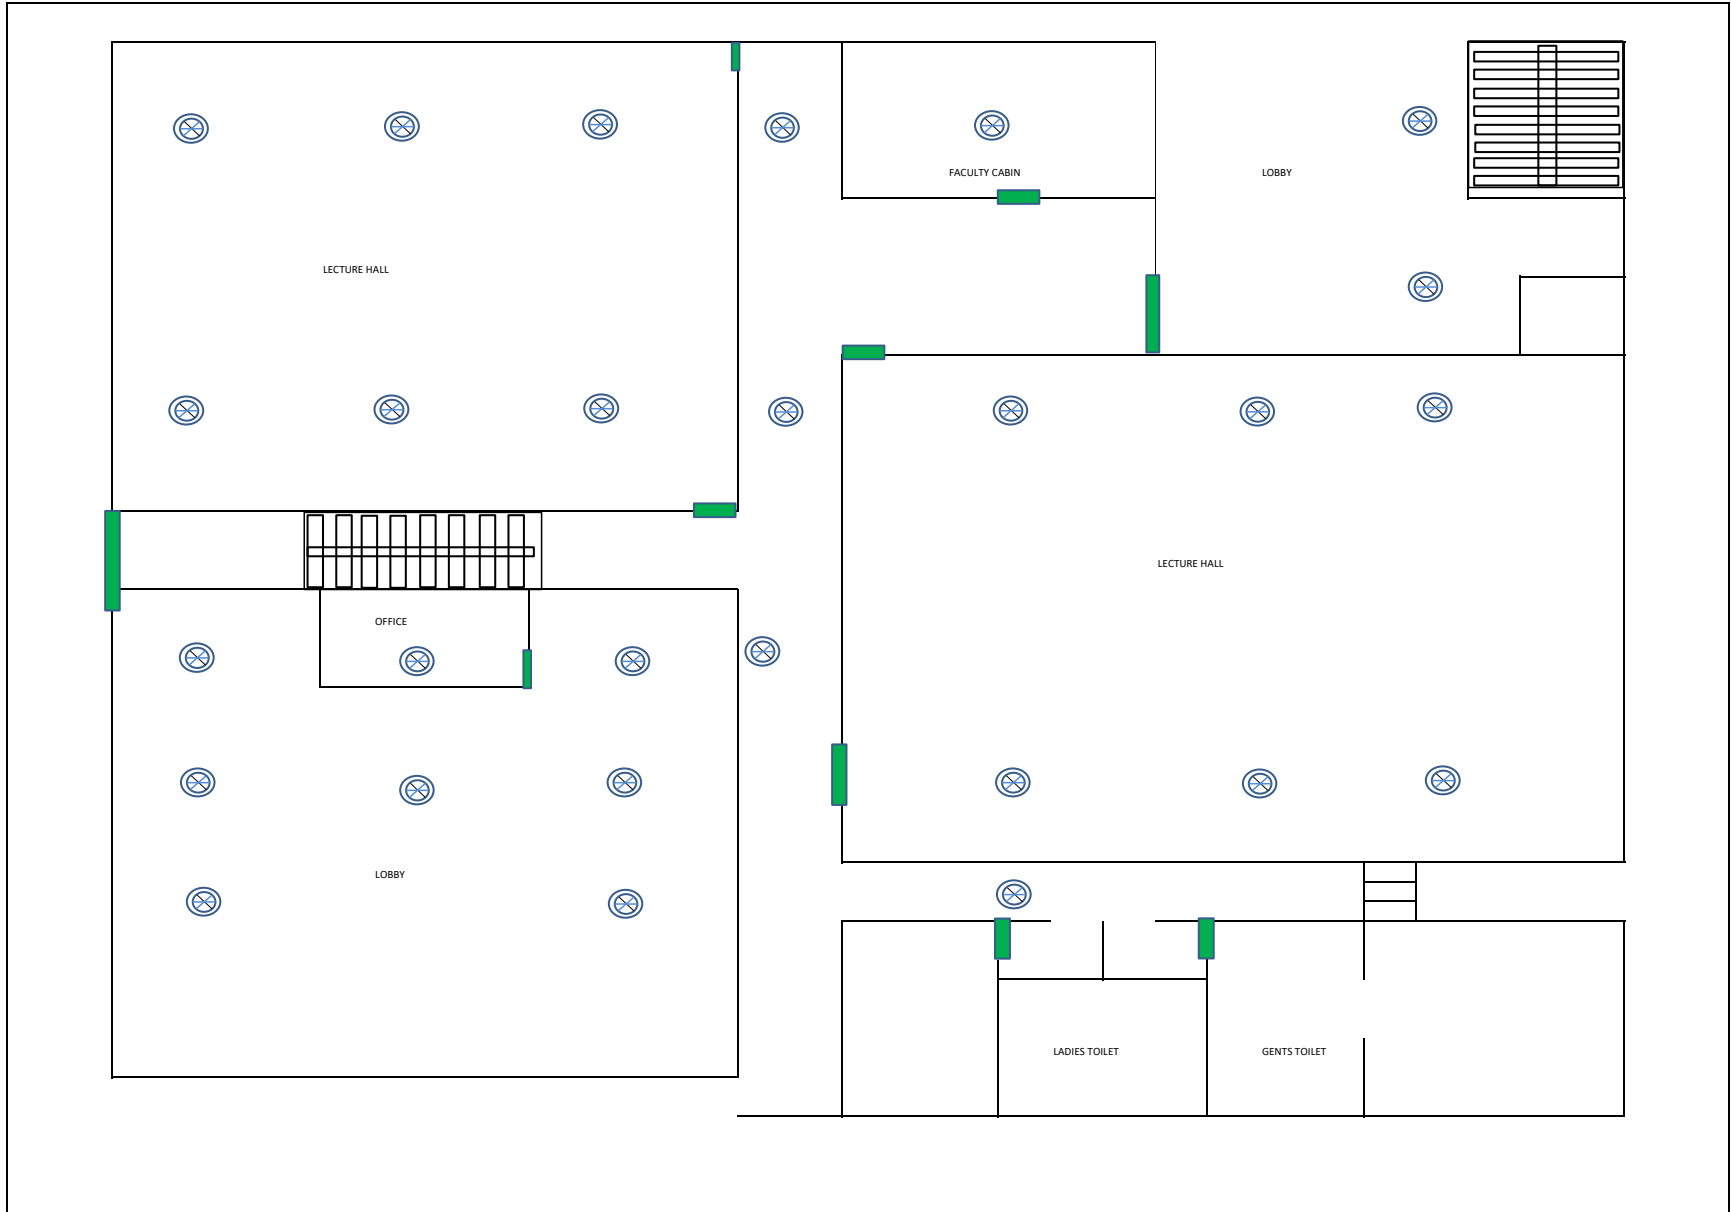 FACULTY CABIN
LOBBY
LECTURE HALL
LECTURE HALL
OFFICE
LOBBY
LADIES TOILET
GENTS TOILET